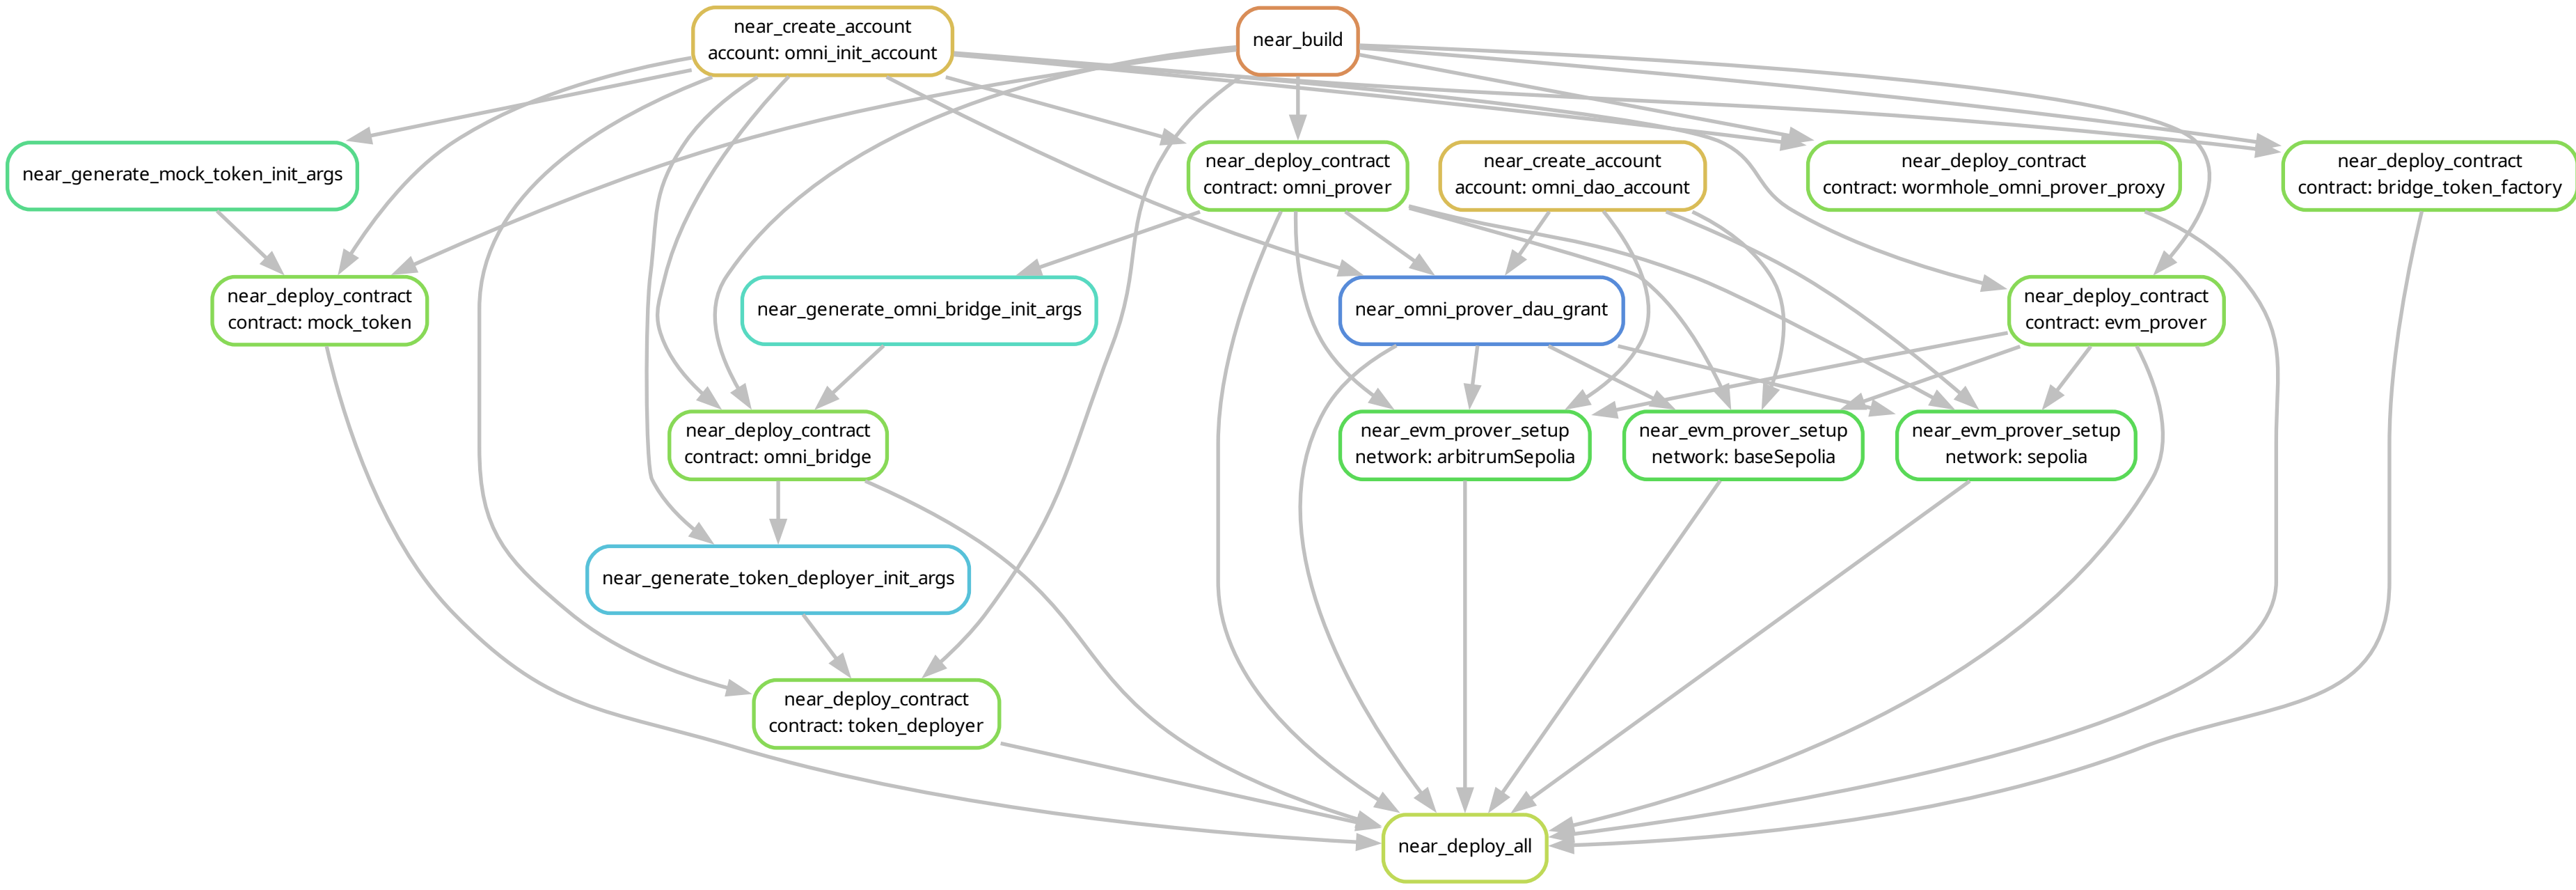 near_create_account
account: omni_init_account
near_build
near_generate_mock_token_init_args
near_deploy_contract
contract: omni_prover
near_create_account
account: omni_dao_account
near_deploy_contract
contract: wormhole_omni_prover_proxy
near_deploy_contract
contract: bridge_token_factory
near_deploy_contract
contract: mock_token
near_generate_omni_bridge_init_args
near_omni_prover_dau_grant
near_deploy_contract
contract: evm_prover
near_deploy_contract
contract: omni_bridge
near_evm_prover_setup
network: arbitrumSepolia
near_evm_prover_setup
network: baseSepolia
near_evm_prover_setup
network: sepolia
near_generate_token_deployer_init_args
near_deploy_contract
contract: token_deployer
near_deploy_all